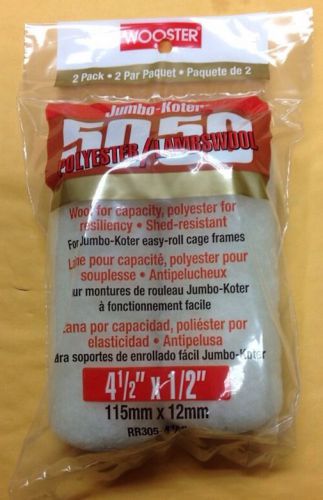 WOOSTER
2 Pack • 2 Par Paquet • Paquete de 2
Jumbo-Koter
50/50
POLYESTER/LAMBSWOOL
Wool for capacity, polyester for
resiliency • Shed-resistant
For Jumbo-Koter easy-roll cage frames
Laine pour capacité, polyester pour
souplesse • Antipelucheux
our montures de rouleau Jumbo-Koter
à fonctionnement facile
Lana por capacidad, poliéster por
elasticidad • Antipelusa
ara soportes de enrollado fácil Jumbo-Koter
4½" x 1/2"
115mm x 12mm
RR305